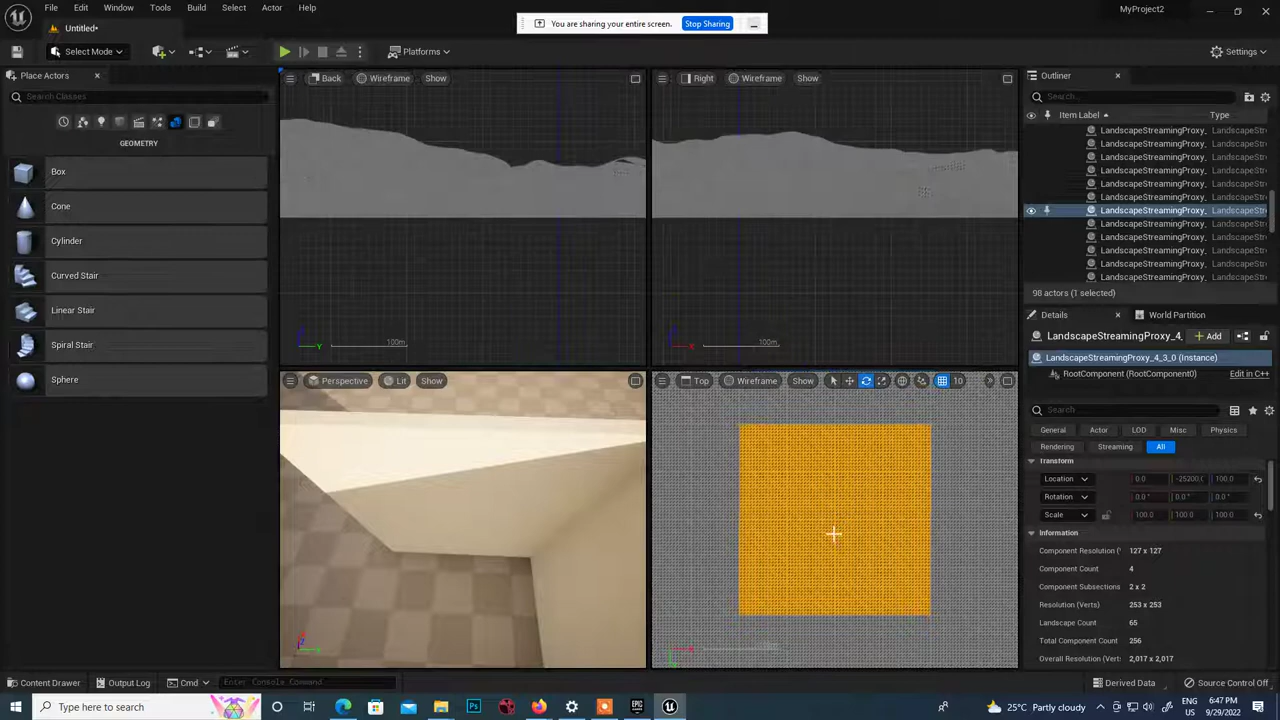 File Edit Window Tools Build Select Actor Help
MyProject2
Untitled
You are sharing your entire screen. Stop Sharing
Select Mode
Platforms
Settings
Place Actors
Search Classes
GEOMETRY
Box
Cone
Cylinder
Curved Stair
Linear Stair
Spiral Stair
Sphere
Back Wireframe Show
Y 100m
Right Wireframe Show
X 100m
Perspective Lit Show
Top Wireframe Show 10
Outliner
Search...
Item Label Type
LandscapeStreamingProxy_ LandscapeStr
LandscapeStreamingProxy_ LandscapeStr
LandscapeStreamingProxy_ LandscapeStr
LandscapeStreamingProxy_ LandscapeStr
LandscapeStreamingProxy_ LandscapeStr
LandscapeStreamingProxy_ LandscapeStr
LandscapeStreamingProxy_ LandscapeStr
LandscapeStreamingProxy_ LandscapeStr
LandscapeStreamingProxy_ LandscapeStr
LandscapeStreamingProxy_ LandscapeStr
LandscapeStreamingProxy_ LandscapeStr
LandscapeStreamingProxy_ LandscapeStr
98 actors (1 selected)
Details World Partition
LandscapeStreamingProxy_4 Add
LandscapeStreamingProxy_4_3_0 (Instance)
RootComponent (RootComponent0) Edit in C++
Search
General Actor LOD Misc Physics
Rendering Streaming All
Transform
Location 0.0 -25200.0 100.0
Rotation 0.0 ° 0.0 ° 0.0 °
Scale 100.0 100.0 100.0
Information
Component Resolution (V 127 x 127
Component Count 4
Component Subsections 2 x 2
Resolution (Verts) 253 x 253
Landscape Count 65
Total Component Count 256
Overall Resolution (Vert: 2,017 x 2,017
Content Drawer Output Log Cmd Enter Console Command
Derived Data Source Control Off
Type here to search
25°C Partly cloudy
6:47 PM
9/29/2023